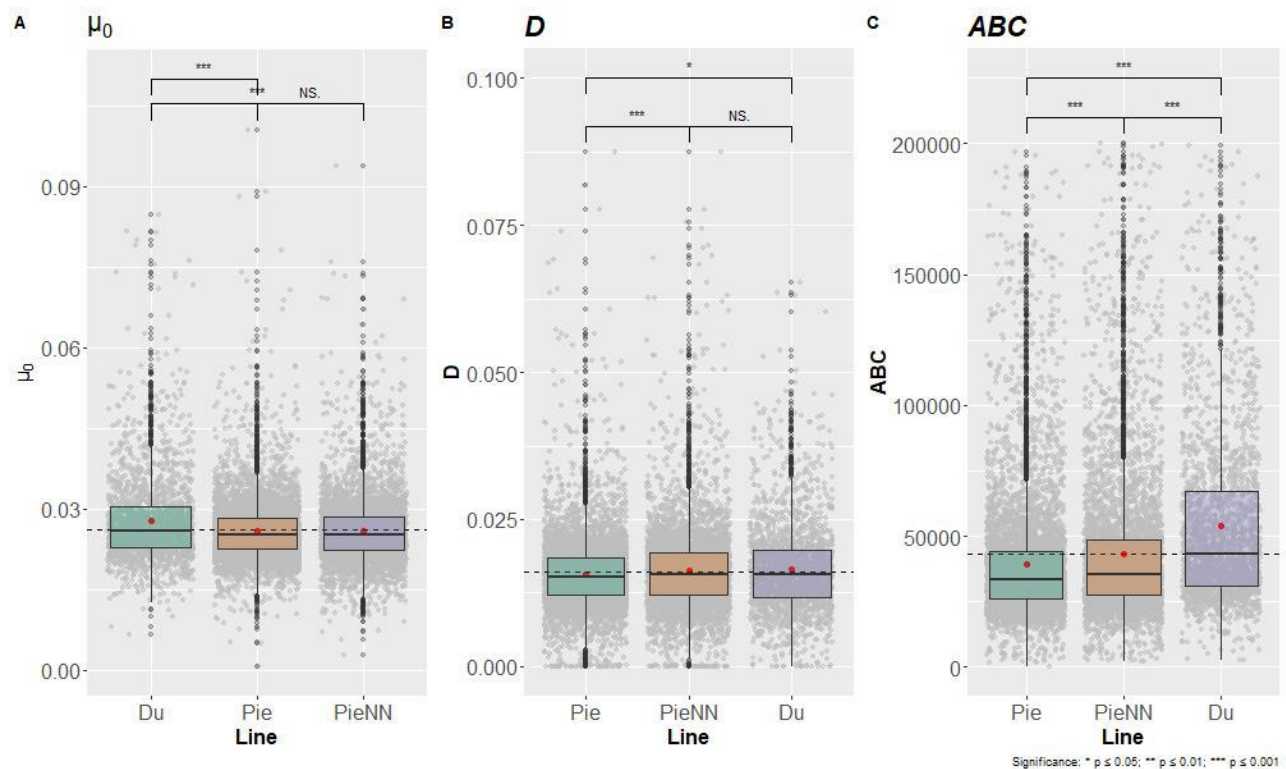 A
μ0
***
***
NS.
0.09
0.06
0.03
0.00
μ0
Du
Pie
PieNN
Line
B
D
*
***
NS.
0.100
0.075
0.050
0.025
0.000
D
Pie
PieNN
Du
Line
C
ABC
***
***
***
200000
150000
100000
50000
0
ABC
Pie
PieNN
Du
Line
Significance: * p ≤ 0.05; ** p ≤ 0.01; *** p ≤ 0.001